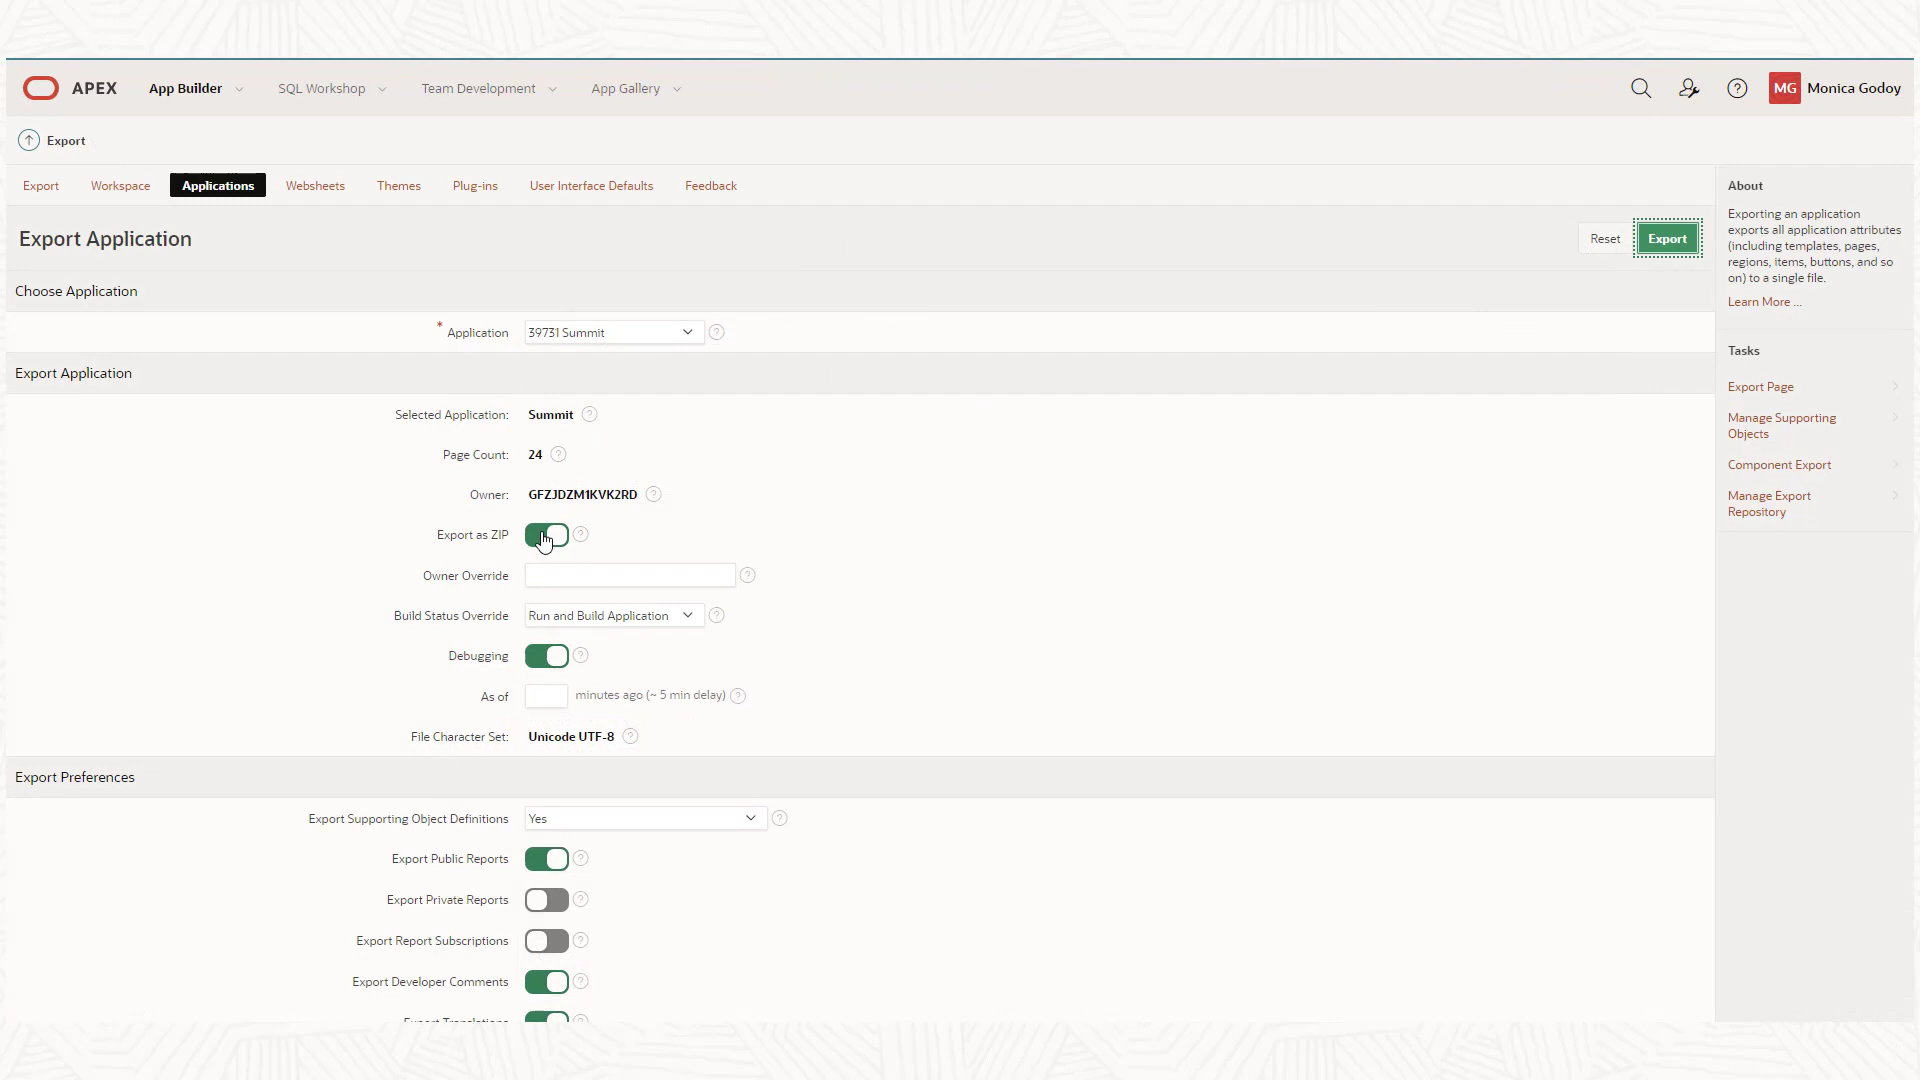 APEX App Builder SQL Workshop Team Development App Gallery MG Monica Godoy
Export
Export Workspace Applications Websheets Themes Plug-ins User Interface Defaults Feedback
Export Application
Reset Export
Choose Application
* Application 39731 Summit ?
Export Application
Selected Application: Summit ?
Page Count: 24 ?
Owner: GFZJDZM1KVK2RD ?
Export as ZIP ?
Owner Override ?
Build Status Override Run and Build Application ?
Debugging ?
As of minutes ago (~ 5 min delay) ?
File Character Set: Unicode UTF-8 ?
Export Preferences
Export Supporting Object Definitions Yes ?
Export Public Reports ?
Export Private Reports ?
Export Report Subscriptions ?
Export Developer Comments ?
Export Translations
About
Exporting an application
exports all application attributes
(including templates, pages,
regions, items, buttons, and so
on) to a single file.
Learn More ...
Tasks
Export Page
Manage Supporting
Objects
Component Export
Manage Export
Repository